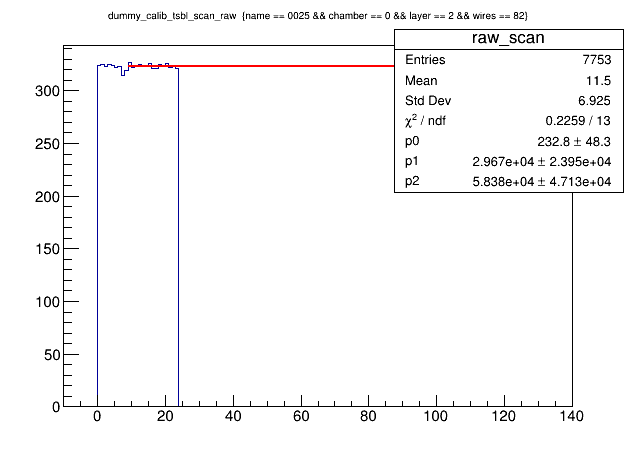 dummy_calib_tsbl_scan_raw {name == 0025 && chamber == 0 && layer == 2 && wires == 82}
raw_scan
Entries 7753
Mean 11.5
Std Dev 6.925
χ² / ndf 0.2259 / 13
p0 232.8 ± 48.3
p1 2.967e+04 ± 2.395e+04
p2 5.838e+04 ± 4.713e+04
300
250
200
150
100
50
0
0 20 40 60 80 100 120 140